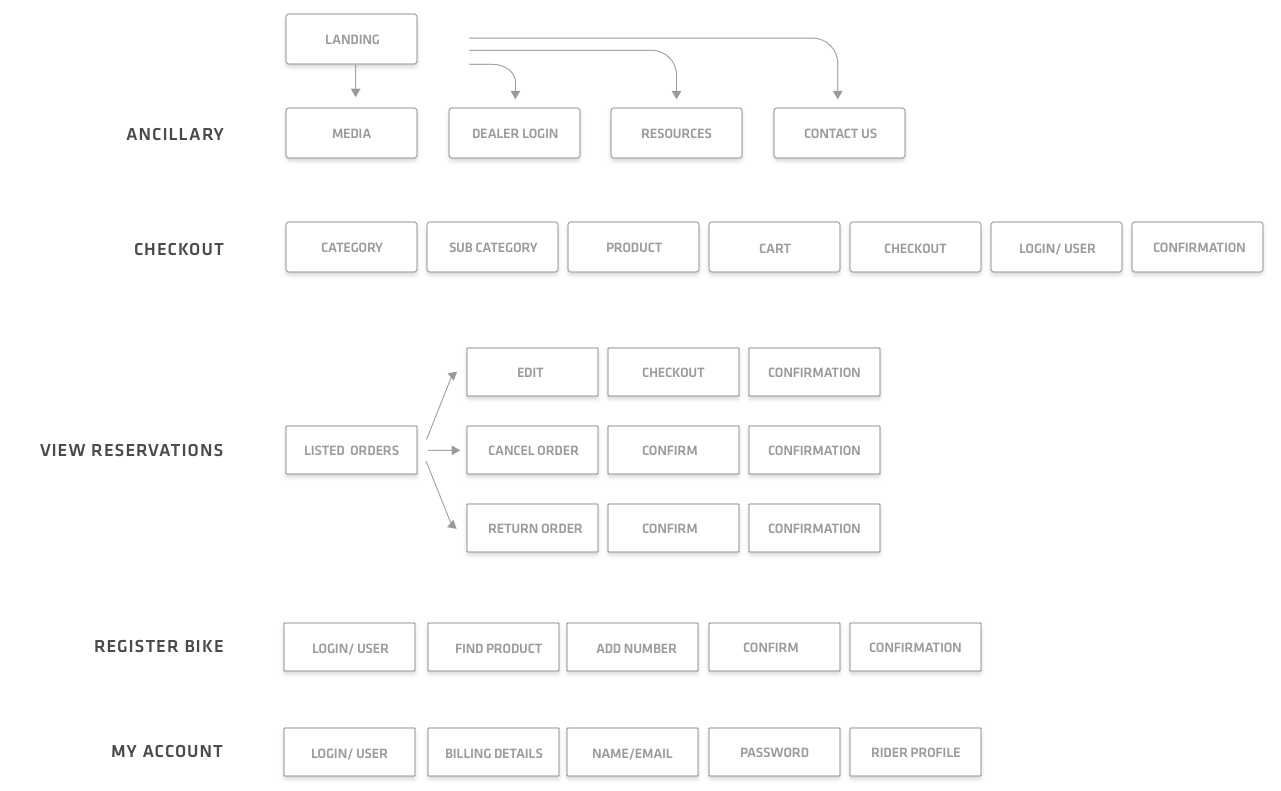 LANDING
ANCILLARY
MEDIA
DEALER LOGIN
RESOURCES
CONTACT US
CHECKOUT
CATEGORY
SUB CATEGORY
PRODUCT
CART
CHECKOUT
LOGIN/ USER
CONFIRMATION
EDIT
CHECKOUT
CONFIRMATION
VIEW RESERVATIONS
LISTED ORDERS
CANCEL ORDER
CONFIRM
CONFIRMATION
RETURN ORDER
CONFIRM
CONFIRMATION
REGISTER BIKE
LOGIN/ USER
FIND PRODUCT
ADD NUMBER
CONFIRM
CONFIRMATION
MY ACCOUNT
LOGIN/ USER
BILLING DETAILS
NAME/EMAIL
PASSWORD
RIDER PROFILE